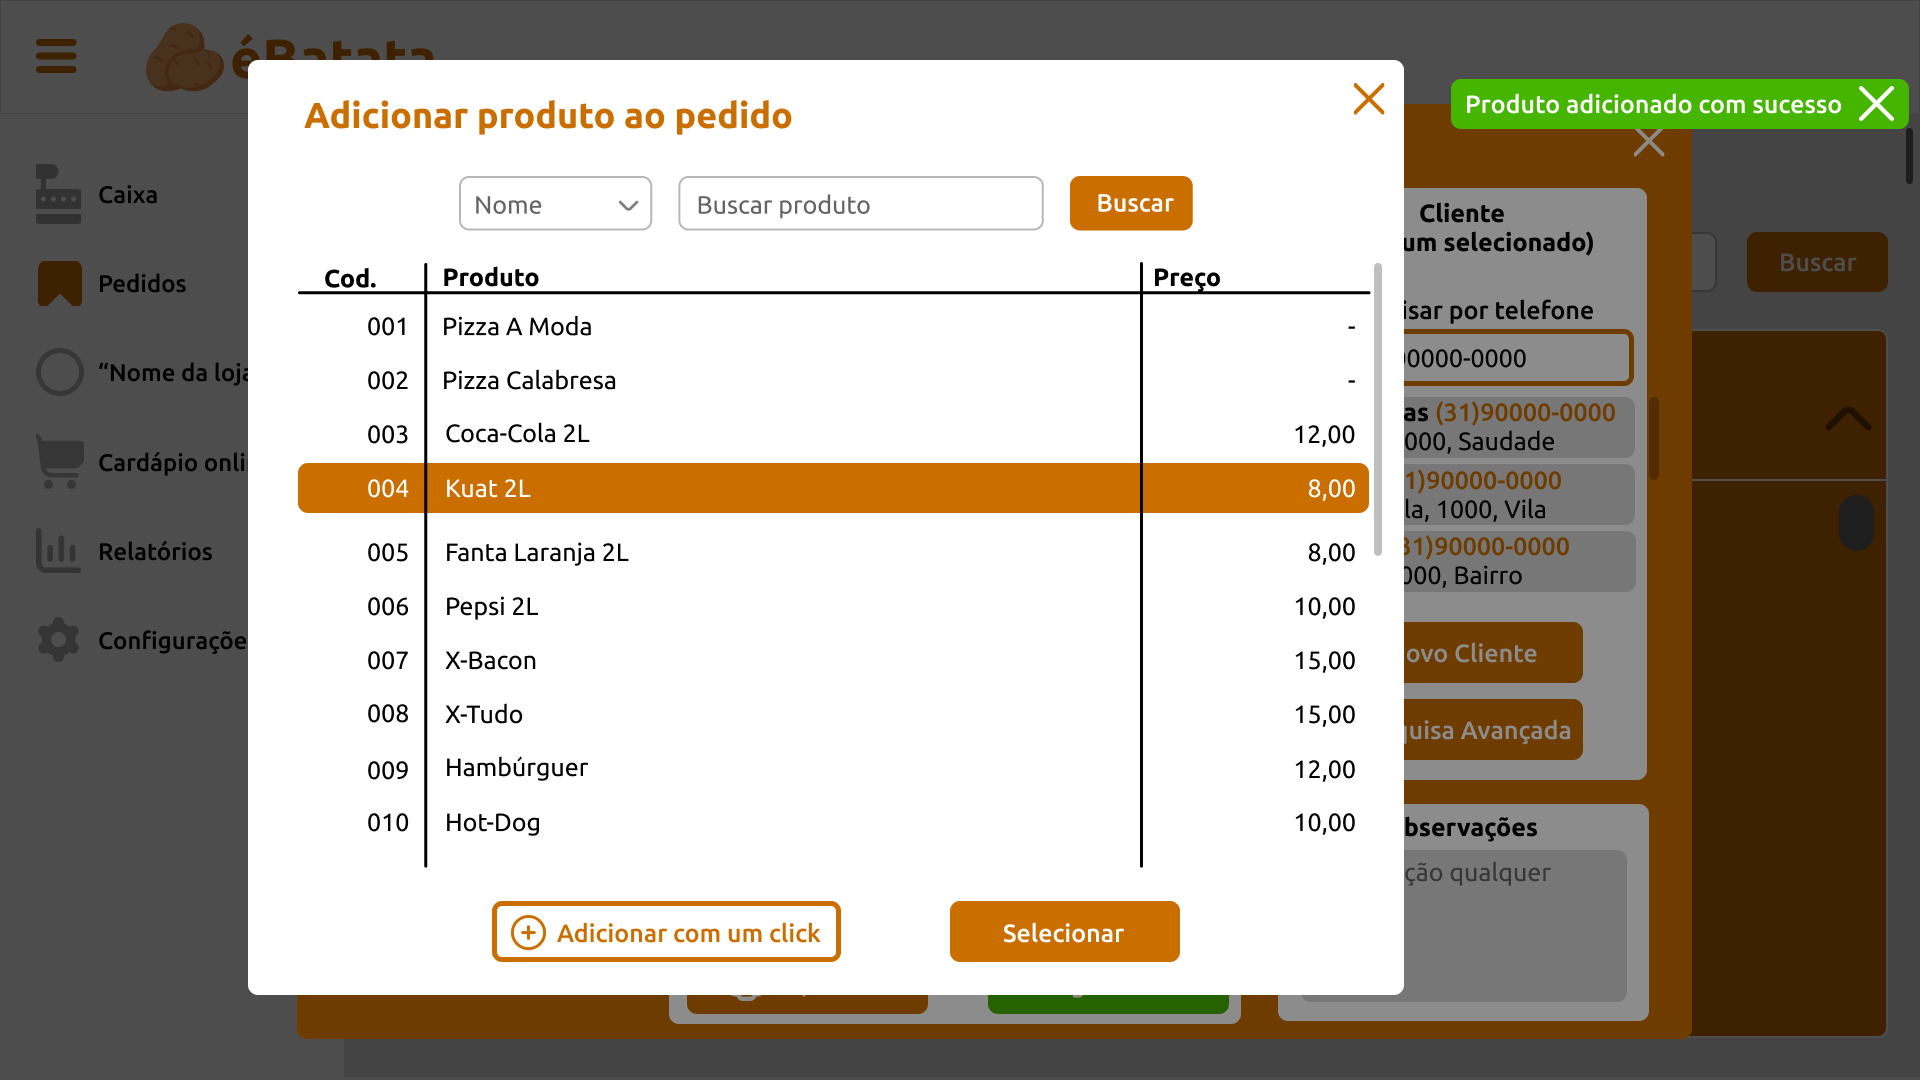 éBatata
Adicionar produto ao pedido
Produto adicionado com sucesso
Nome
Buscar produto
Buscar
Cod.
Produto
Preço
001 Pizza A Moda -
002 Pizza Calabresa -
003 Coca-Cola 2L 12,00
004 Kuat 2L 8,00
005 Fanta Laranja 2L 8,00
006 Pepsi 2L 10,00
007 X-Bacon 15,00
008 X-Tudo 15,00
009 Hambúrguer 12,00
010 Hot-Dog 10,00
Adicionar com um click
Selecionar
Caixa
Pedidos
“Nome da loja
Cardápio onli
Relatórios
Configuraçõe
Cliente
um selecionado)
isar por telefone
0000-0000
as (31)90000-0000
000, Saudade
1)90000-0000
la, 1000, Vila
31)90000-0000
000, Bairro
ovo Cliente
quisa Avançada
bservações
ção qualquer
Buscar